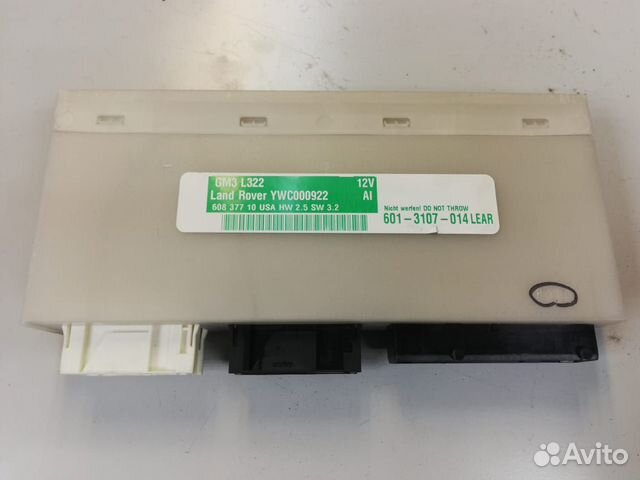 GM3 L322 12V
Land Rover YWC000922 AI
608 377 10 USA HW 2.5 SW 3.2
Nicht werfen! DO NOT THROW
601-3107-014 LEAR
Avito